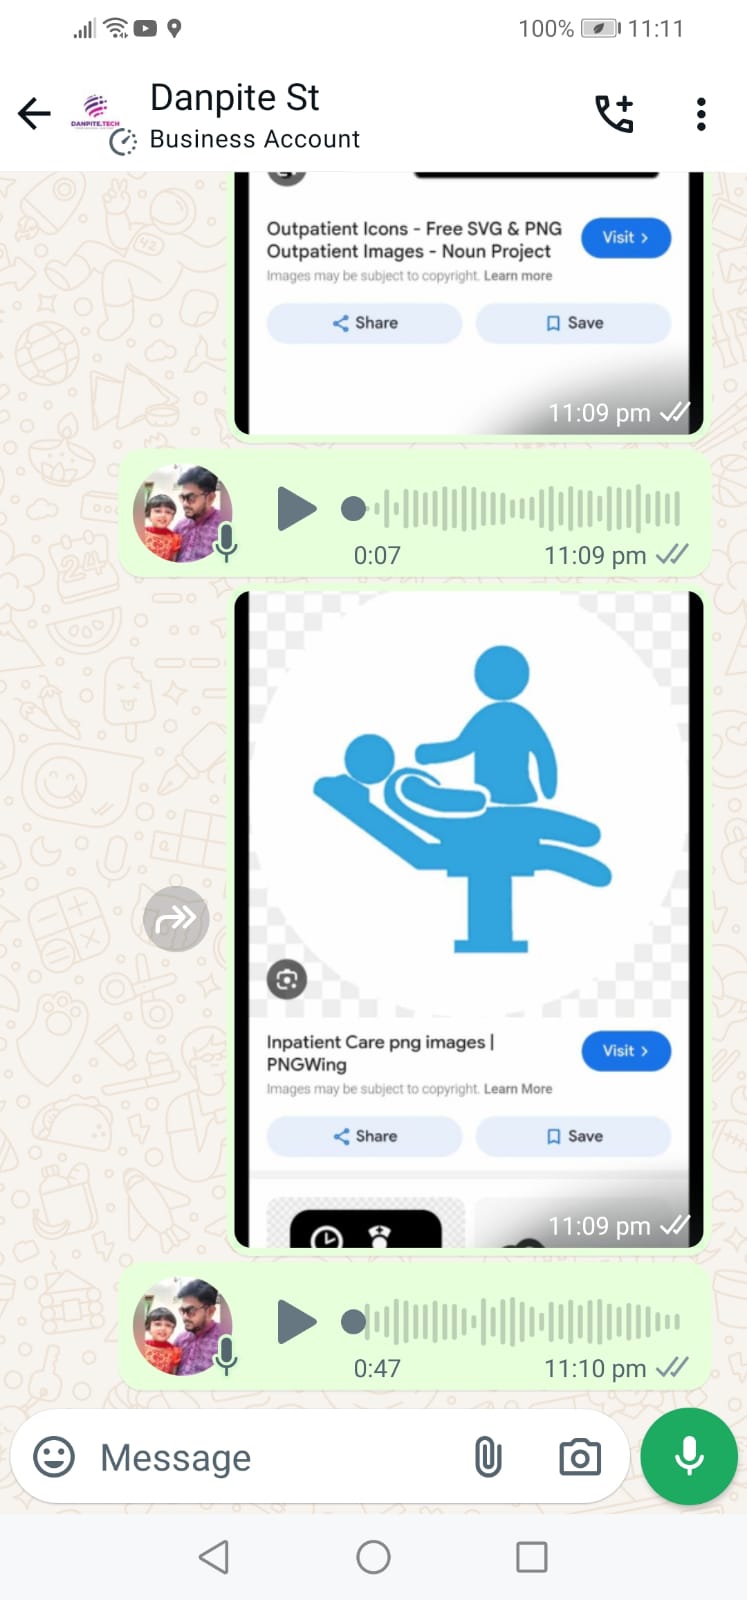 100% 11:11
Danpite St
DANPITE.TECH
Business Account
Outpatient Icons - Free SVG & PNG
Outpatient Images - Noun Project
Visit >
Images may be subject to copyright. Learn more
Share
Save
11:09 pm
0:07
11:09 pm
Inpatient Care png images |
PNGWing
Visit >
Images may be subject to copyright. Learn More
Share
Save
11:09 pm
0:47
11:10 pm
Message